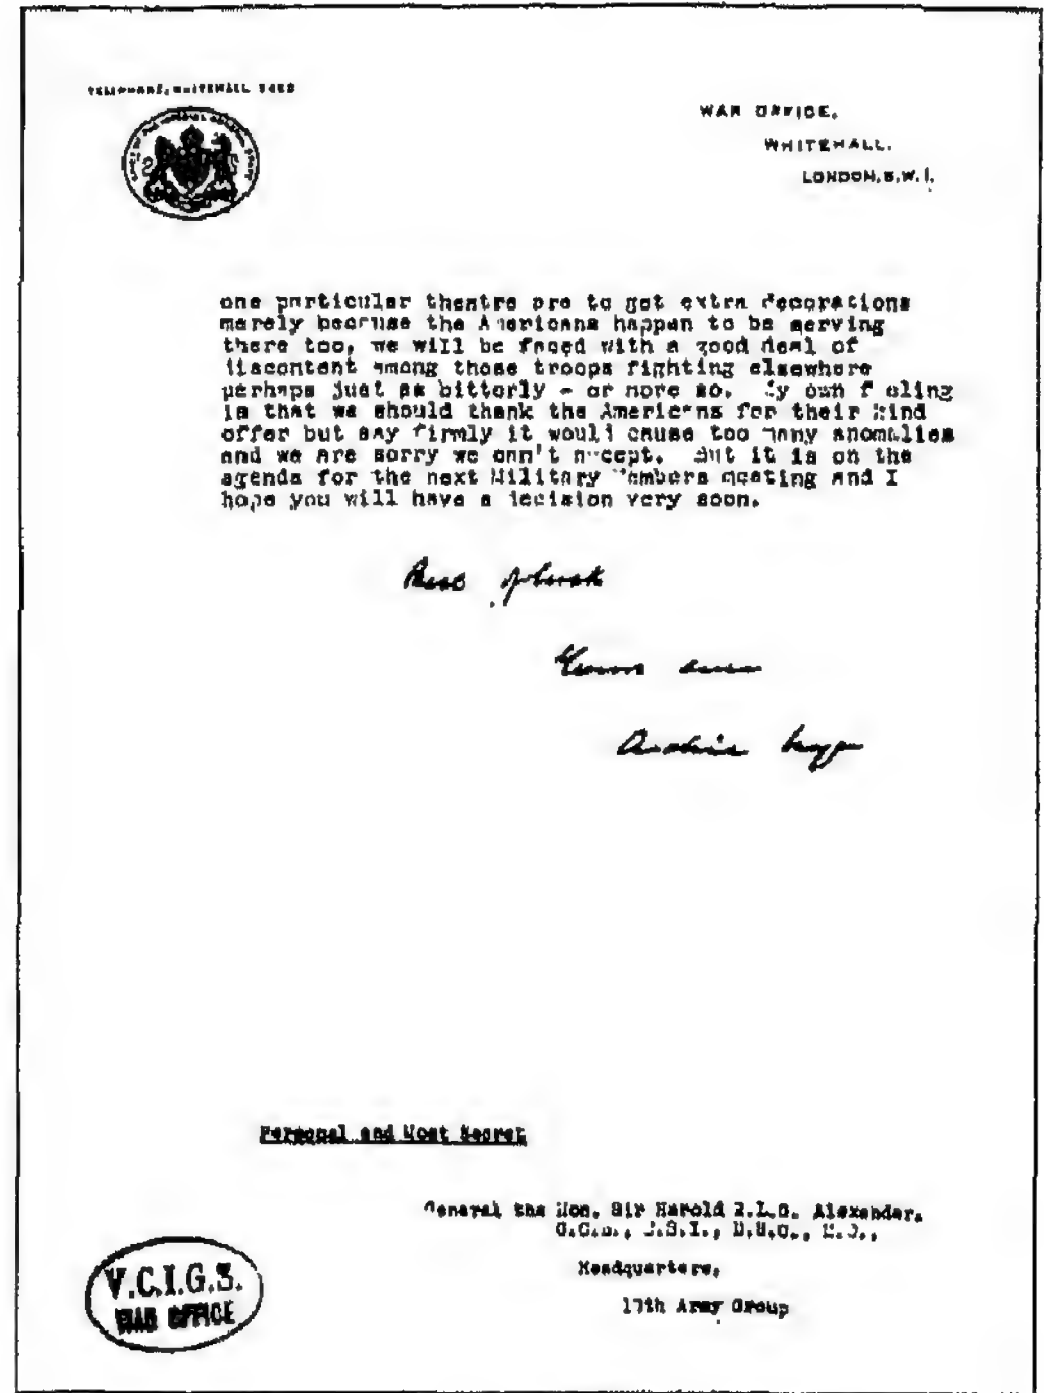 TELEPHONE, WHITEHALL
WAR OFFICE,
WHITEHALL,
LONDON, S.W.1.
one particular theatre are to get extra decorations
merely because the Americans happen to be serving
there too, we will be faced with a good deal of
discontent among those troops fighting elsewhere
perhaps just as bitterly - or more so. My own feeling
is that we should thank the Americans for their kind
offer but say firmly it would cause too many anomalies
and we are sorry we can't accept. But it is on the
agenda for the next Military Members meeting and I
hope you will have a decision very soon.
Best of luck
Yours ever
Personal and Most Secret
General the Hon. Sir Harold R.L.G. Alexander,
G.C.B., C.S.I., D.S.O., M.C.,
Headquarters,
Army Group
V.C.I.G.S.
WAR OFFICE